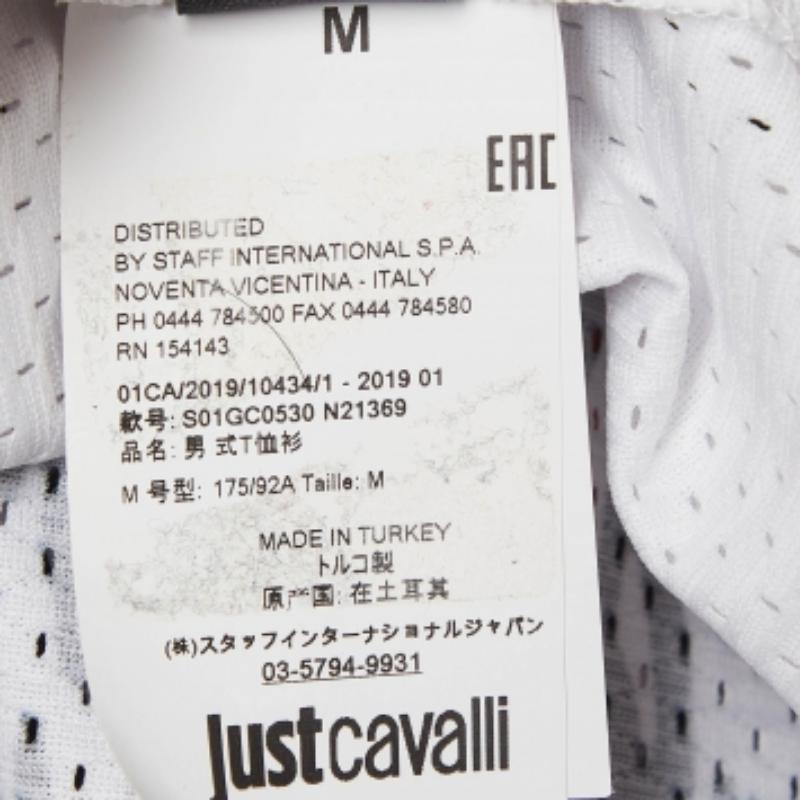 M
EAC
DISTRIBUTED
BY STAFF INTERNATIONAL S.P.A.
NOVENTA VICENTINA - ITALY
PH 0444 784300 FAX 0444 784580
RN 154143
01CA/2019/10434/1 - 2019 01
款号: S01GC0530 N21369
品名: 男 式T恤衫
M 号型: 175/92A Taille: M
MADE IN TURKEY
トルコ製
原产国: 在土耳其
(株)スタッフインターナショナルジャパン
03-5794-9931
justcavalli